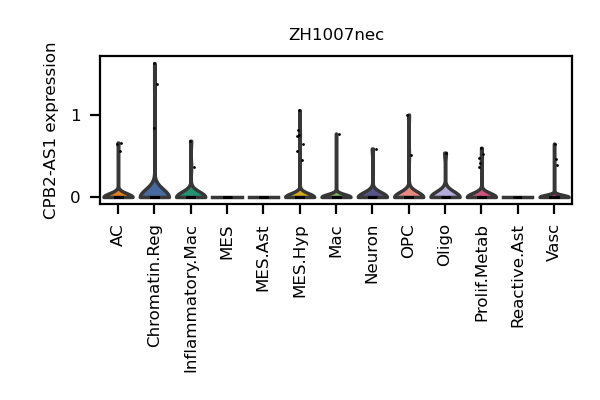 ZH1007nec
CPB2-AS1 expression
1
0
AC
Chromatin.Reg
Inflammatory.Mac
MES
MES.Ast
MES.Hyp
Mac
Neuron
OPC
Oligo
Prolif.Metab
Reactive.Ast
Vasc